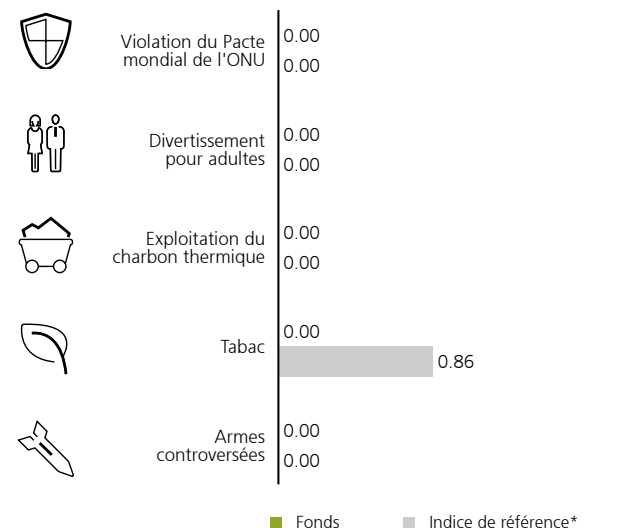 Violation du Pacte
mondial de l'ONU
0.00
0.00
Divertissement
pour adultes
0.00
0.00
Exploitation du
charbon thermique
0.00
0.00
Tabac
0.00
0.86
Armes
controversées
0.00
0.00
Fonds
Indice de référence*